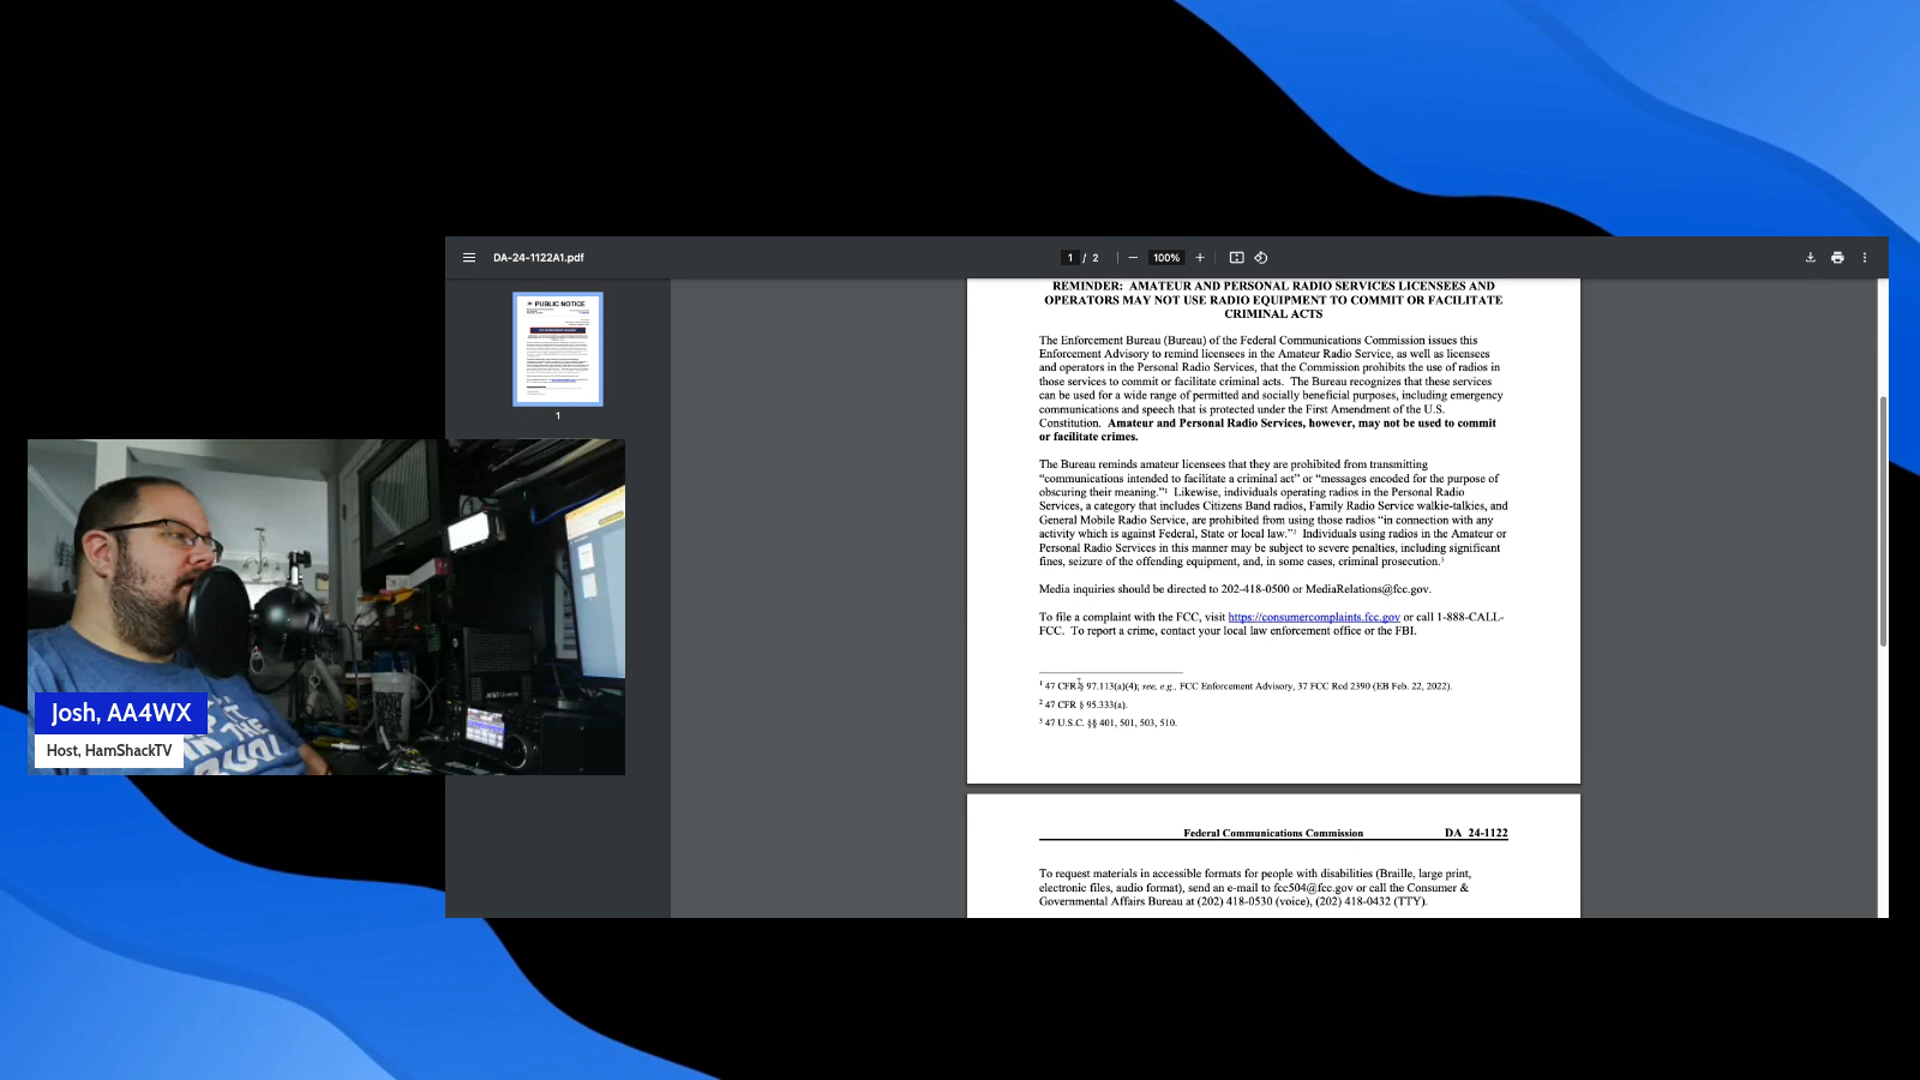 DA-24-1122A1.pdf
1 / 2
100%
PUBLIC NOTICE
1
REMINDER: AMATEUR AND PERSONAL RADIO SERVICES LICENSEES AND
OPERATORS MAY NOT USE RADIO EQUIPMENT TO COMMIT OR FACILITATE
CRIMINAL ACTS
The Enforcement Bureau (Bureau) of the Federal Communications Commission issues this
Enforcement Advisory to remind licensees in the Amateur Radio Service, as well as licensees
and operators in the Personal Radio Services, that the Commission prohibits the use of radios in
those services to commit or facilitate criminal acts. The Bureau recognizes that these services
can be used for a wide range of permitted and socially beneficial purposes, including emergency
communications and speech that is protected under the First Amendment of the U.S.
Constitution. Amateur and Personal Radio Services, however, may not be used to commit
or facilitate crimes.
The Bureau reminds amateur licensees that they are prohibited from transmitting
“communications intended to facilitate a criminal act” or “messages encoded for the purpose of
obscuring their meaning.”1 Likewise, individuals operating radios in the Personal Radio
Services, a category that includes Citizens Band radios, Family Radio Service walkie-talkies, and
General Mobile Radio Service, are prohibited from using those radios “in connection with any
activity which is against Federal, State or local law.”2 Individuals using radios in the Amateur or
Personal Radio Services in this manner may be subject to severe penalties, including significant
fines, seizure of the offending equipment, and, in some cases, criminal prosecution.3
Media inquiries should be directed to 202-418-0500 or MediaRelations@fcc.gov.
To file a complaint with the FCC, visit https://consumercomplaints.fcc.gov or call 1-888-CALL-
FCC. To report a crime, contact your local law enforcement office or the FBI.
1 47 CFR § 97.113(a)(4); see, e.g., FCC Enforcement Advisory, 37 FCC Rcd 2390 (EB Feb. 22, 2022).
2 47 CFR § 95.333(a).
3 47 U.S.C. §§ 401, 501, 503, 510.
Federal Communications Commission DA 24-1122
To request materials in accessible formats for people with disabilities (Braille, large print,
electronic files, audio format), send an e-mail to fcc504@fcc.gov or call the Consumer &
Governmental Affairs Bureau at (202) 418-0530 (voice), (202) 418-0432 (TTY).
Josh, AA4WX
Host, HamShackTV
IN THE